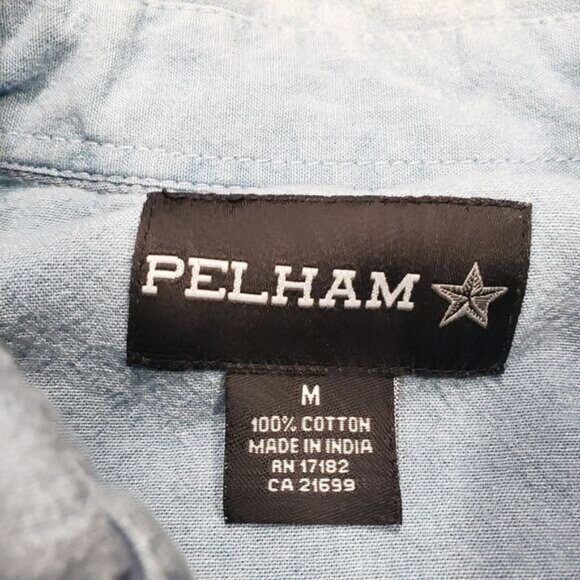 PELHAM
M
100% COTTON
MADE IN INDIA
RN 17182
CA 21699